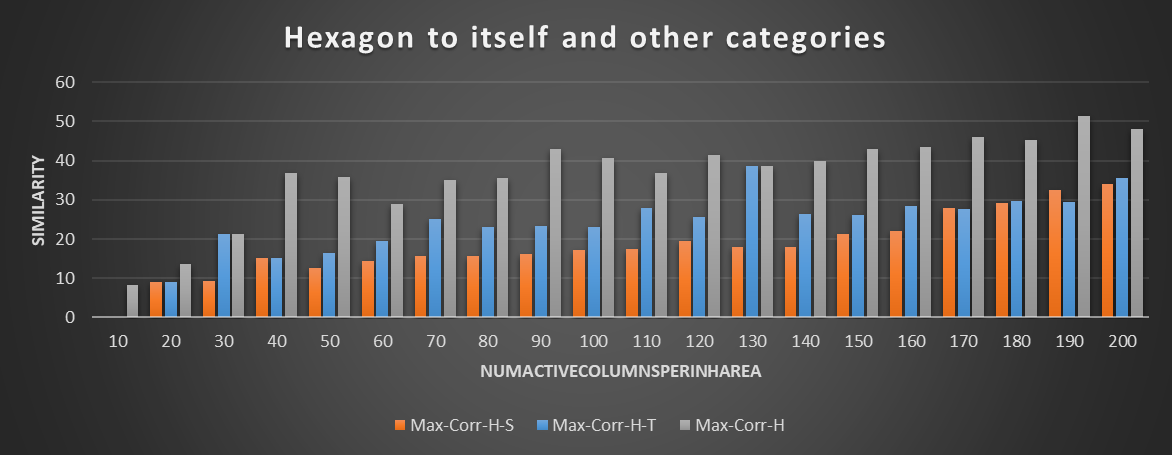 Hexagon to itself and other categories
SIMILARITY
60
50
40
30
20
10
0
10 20 30 40 50 60 70 80 90 100 110 120 130 140 150 160 170 180 190 200
NUMACTIVECOLUMNSPERINHAREA
Max-Corr-H-S Max-Corr-H-T Max-Corr-H